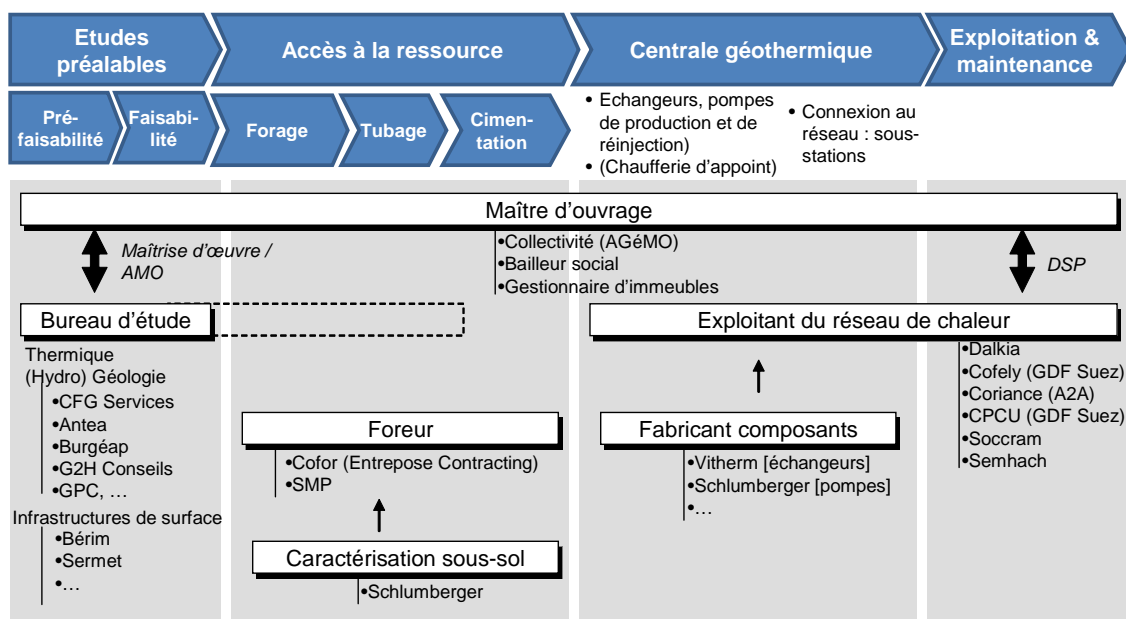 Etudes
préalables
Accès à la ressource
Centrale géothermique
Exploitation &
maintenance
Pré-
faisabilité
Faisabi-
lité
Forage
Tubage
Cimen-
tation
• Echangeurs, pompes
de production et de
réinjection)
• (Chaufferie d'appoint)
• Connexion au
réseau : sous-
stations
Maître d'ouvrage
Maîtrise d'œuvre /
AMO
•Collectivité (AGéMO)
•Bailleur social
•Gestionnaire d'immeubles
DSP
Bureau d'étude
Exploitant du réseau de chaleur
Thermique
(Hydro) Géologie
•CFG Services
•Antea
•Burgéap
•G2H Conseils
•GPC, …
Infrastructures de surface
•Bérim
•Sermet
•…
Foreur
•Cofor (Entrepose Contracting)
•SMP
Caractérisation sous-sol
•Schlumberger
Fabricant composants
•Vitherm [échangeurs]
•Schlumberger [pompes]
•…
•Dalkia
•Cofely (GDF Suez)
•Coriance (A2A)
•CPCU (GDF Suez)
•Soccram
•Semhach